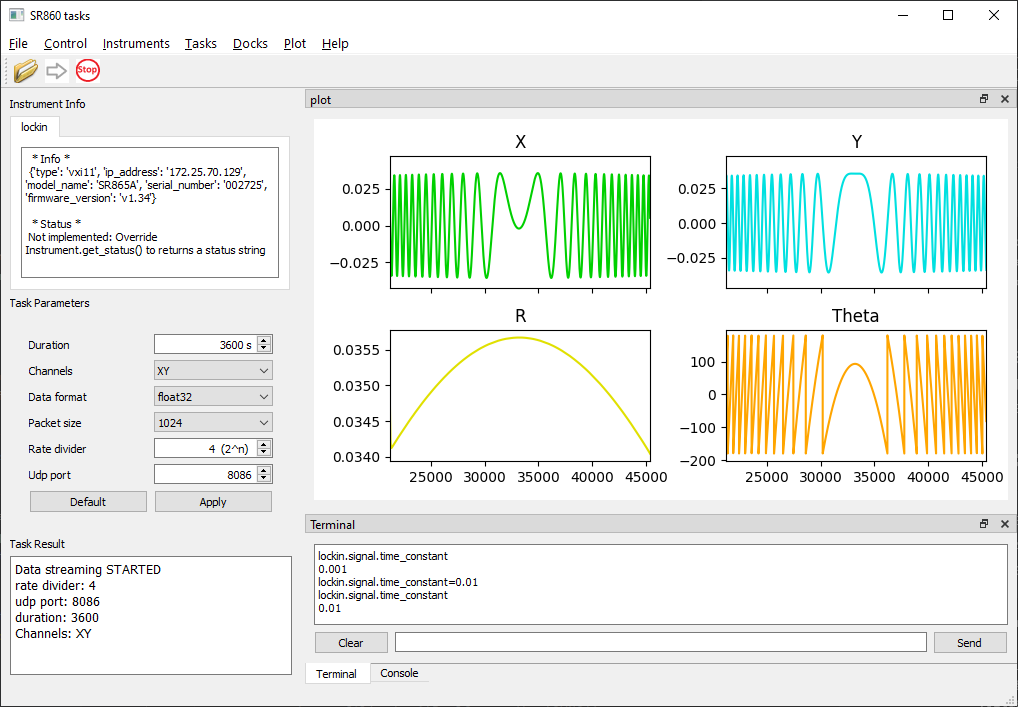 SR860 tasks
File Control Instruments Tasks Docks Plot Help
Stop
Instrument Info
lockin
* Info *
{'type': 'vxi11', 'ip_address': '172.25.70.129',
'model_name': 'SR865A', 'serial_number': '002725',
'firmware_version': 'v1.34'}
* Status *
Not implemented: Override
Instrument.get_status() to returns a status string
Task Parameters
Duration 3600 s
Channels XY
Data format float32
Packet size 1024
Rate divider 4 (2^n)
Udp port 8086
Default Apply
Task Result
Data streaming STARTED
rate divider: 4
udp port: 8086
duration: 3600
Channels: XY
plot
X
0.025
0.000
−0.025
Y
0.025
0.000
−0.025
R
0.0355
0.0350
0.0345
0.0340
25000 30000 35000 40000 45000
Theta
100
0
−100
−200
25000 30000 35000 40000 45000
Terminal
lockin.signal.time_constant
0.001
lockin.signal.time_constant=0.01
lockin.signal.time_constant
0.01
Clear Send
Terminal Console